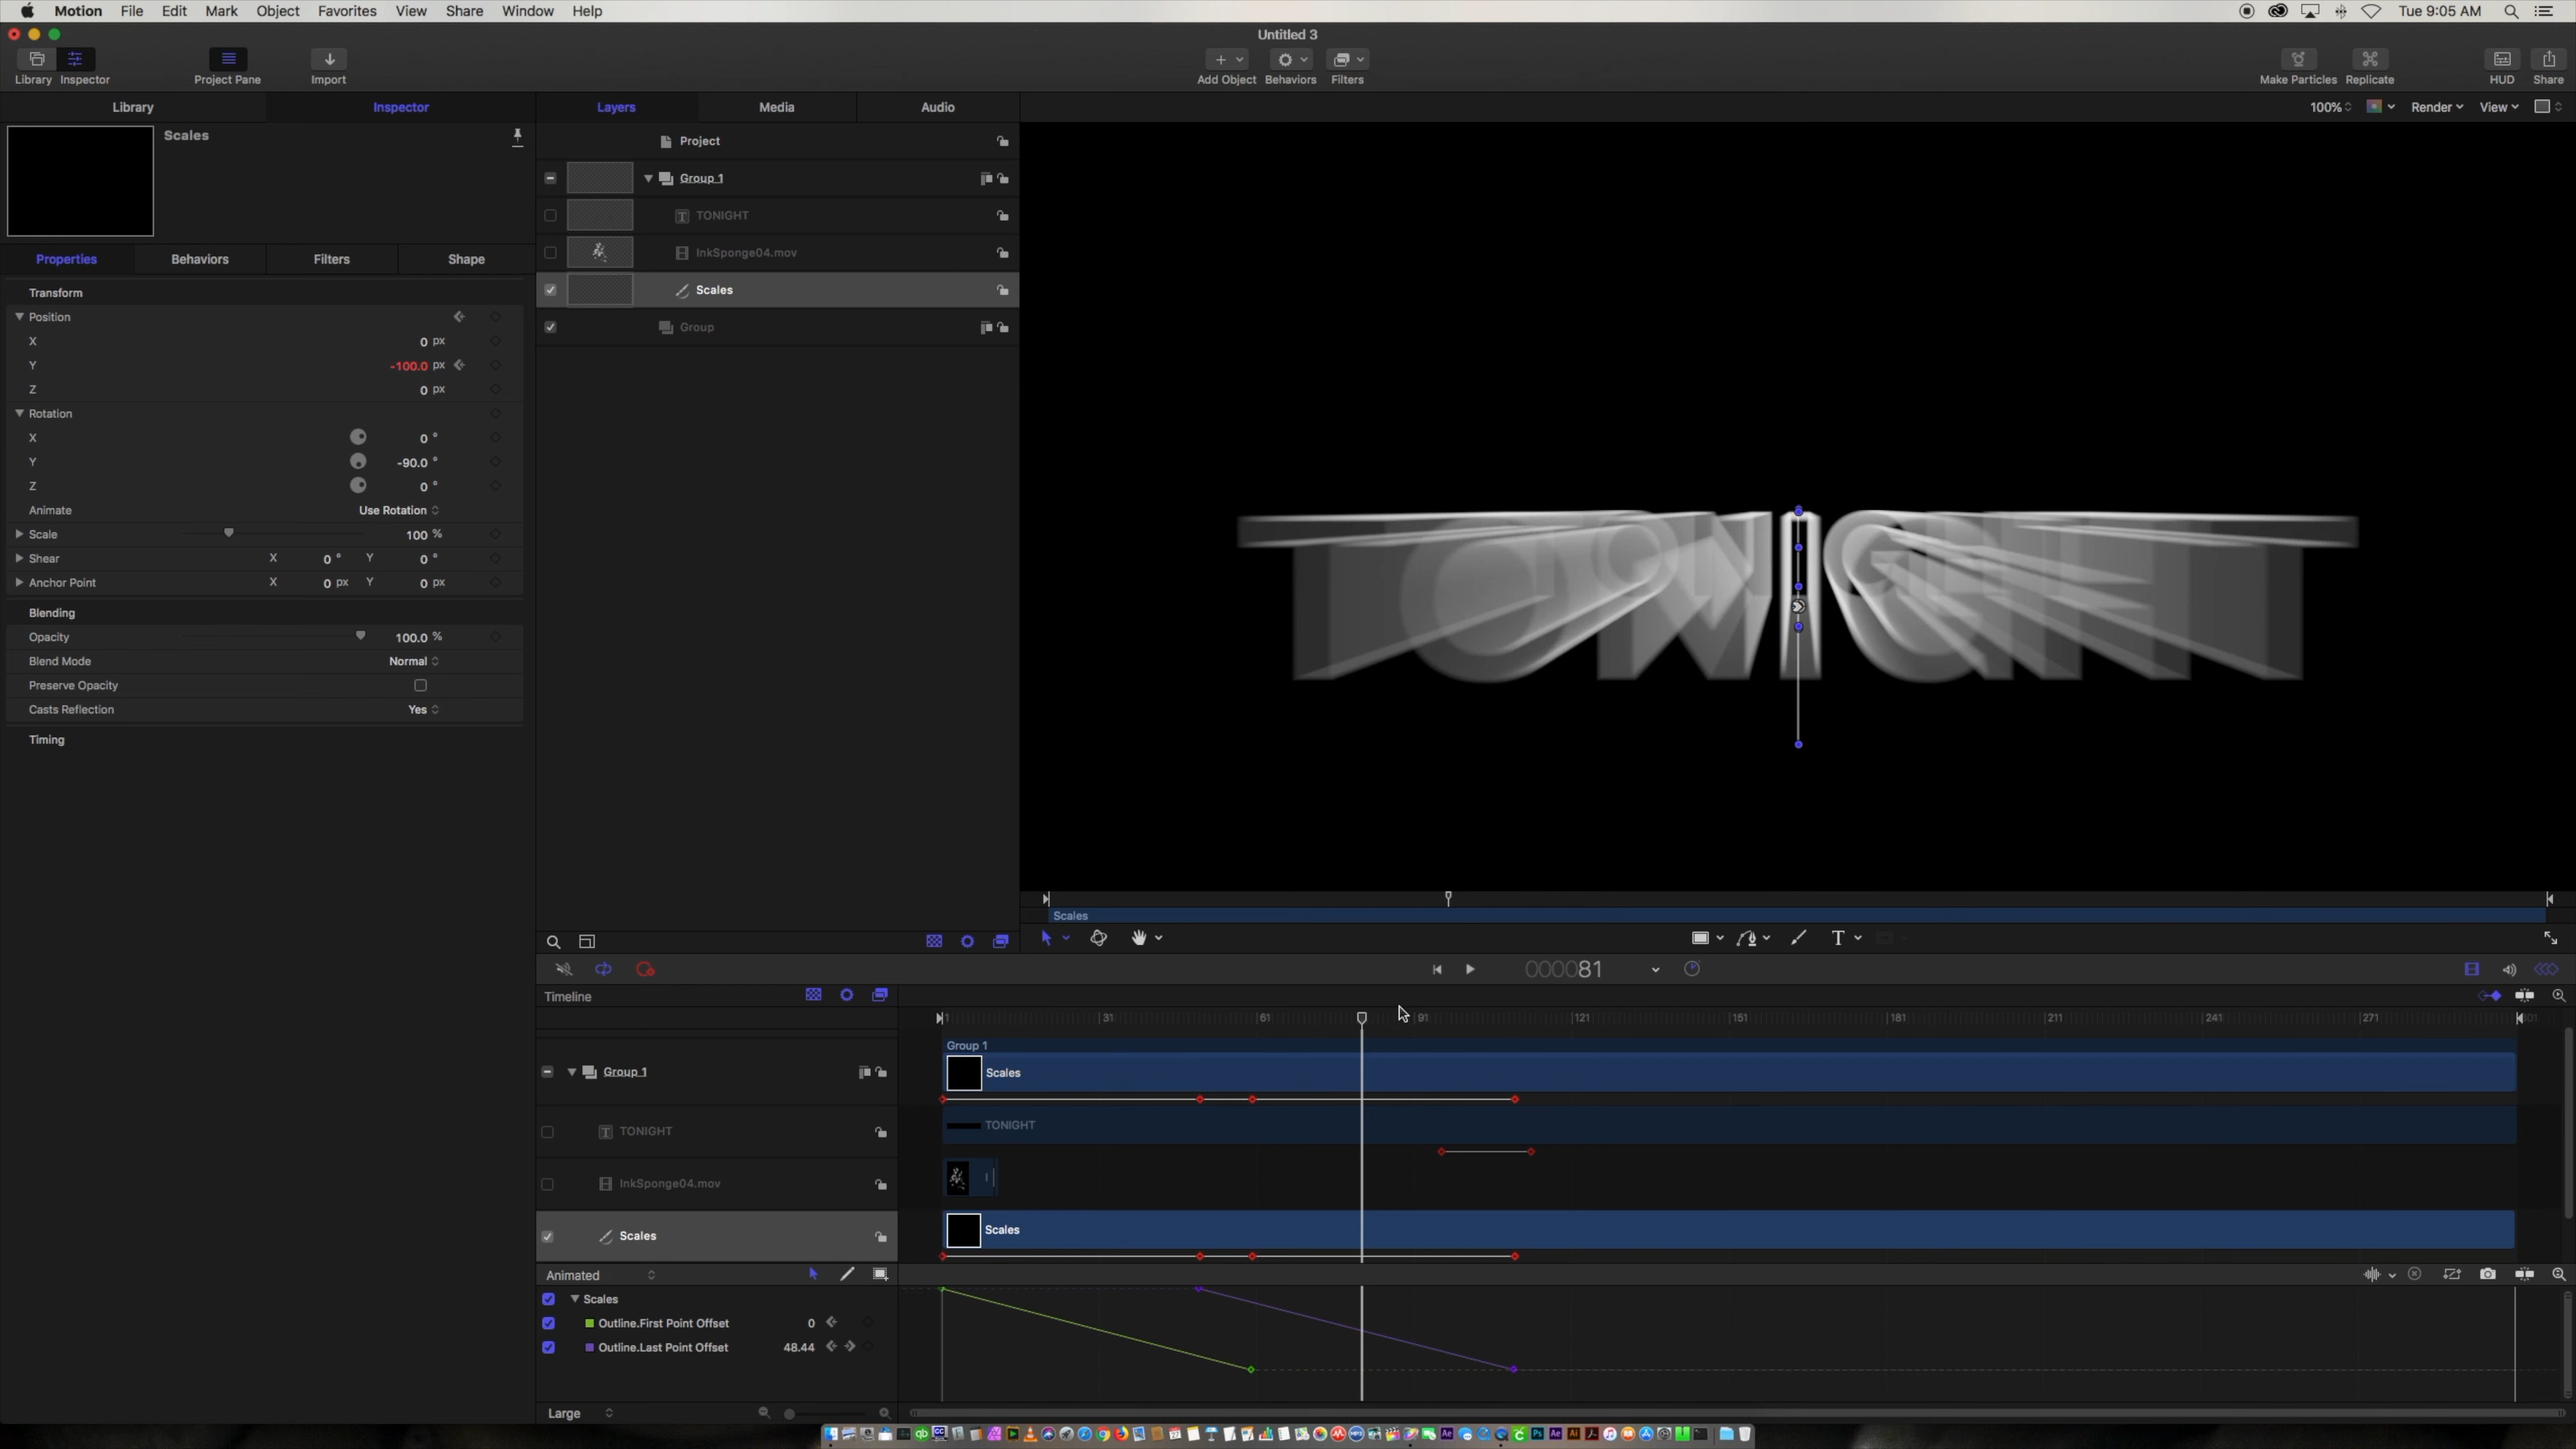 Motion File Edit Mark Object Favorites View Share Window Help Tue 9:05 AM
Untitled 3
Library Inspector Project Pane Import Add Object Behaviors Filters Make Particles Replicate HUD Share
Library Inspector Layers Media Audio 100% Render View
Scales
Project
Group 1
TONIGHT
InkSponge04.mov
Scales
Group
Properties Behaviors Filters Shape
Transform
Position
X 0 px
Y -100.0 px
Z 0 px
Rotation
X 0 °
Y -90.0 °
Z 0 °
Animate Use Rotation
Scale 100 %
Shear X 0 ° Y 0 °
Anchor Point X 0 px Y 0 px
Blending
Opacity 100.0 %
Blend Mode Normal
Preserve Opacity
Casts Reflection Yes
Timing
TONIGHT
Scales
T
000081
Timeline
1 31 61 91 121 151 181 211 241 271 301
Group 1
Group 1 Scales
TONIGHT TONIGHT
InkSponge04.mov
Scales Scales
Animated
Scales
Outline.First Point Offset 0
Outline.Last Point Offset 48.44
Large